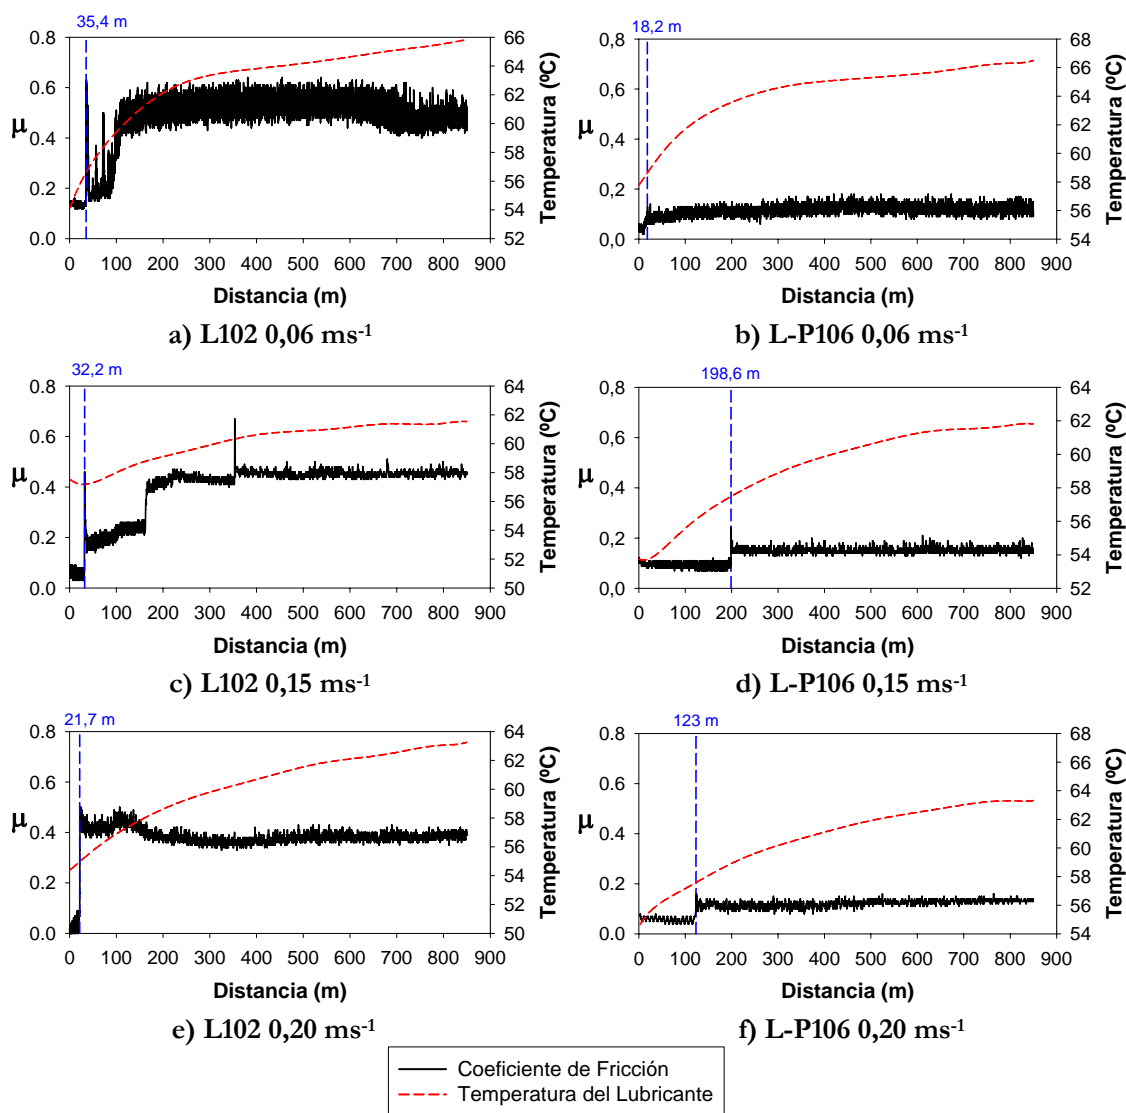 35,4 m
0.8
0.6
0.4
0.2
0.0
μ
66
64
62
60
58
56
54
52
Temperatura (ºC)
0 100 200 300 400 500 600 700 800 900
Distancia (m)
a) L102 0,06 ms-1
18,2 m
0.8
0.6
0.4
0.2
0,0
μ
68
66
64
62
60
58
56
54
Temperatura (ºC)
0 100 200 300 400 500 600 700 800 900
Distancia (m)
b) L-P106 0,06 ms-1
32,2 m
0.8
0.6
0.4
0.2
0.0
μ
64
62
60
58
56
54
52
50
Temperatura (ºC)
0 100 200 300 400 500 600 700 800 900
Distancia (m)
c) L102 0,15 ms-1
198,6 m
0.8
0.6
0.4
0.2
0.0
μ
64
62
60
58
56
54
52
Temperatura (ºC)
0 100 200 300 400 500 600 700 800 900
Distancia (m)
d) L-P106 0,15 ms-1
21,7 m
0.8
0.6
0.4
0.2
0.0
μ
64
62
60
58
56
54
52
50
Temperatura (ºC)
0 100 200 300 400 500 600 700 800 900
Distancia (m)
e) L102 0,20 ms-1
123 m
0.8
0.6
0.4
0.2
0.0
μ
68
66
64
62
60
58
56
54
Temperatura (ºC)
0 100 200 300 400 500 600 700 800 900
Distancia (m)
f) L-P106 0,20 ms-1
Coeficiente de Fricción
Temperatura del Lubricante